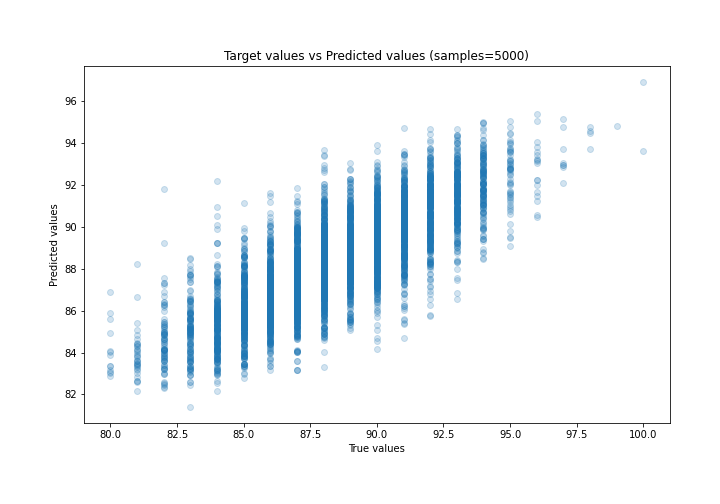 Target values vs Predicted values (samples=5000)
Predicted values
96
94
92
90
88
86
84
82
80.0 82.5 85.0 87.5 90.0 92.5 95.0 97.5 100.0
True values